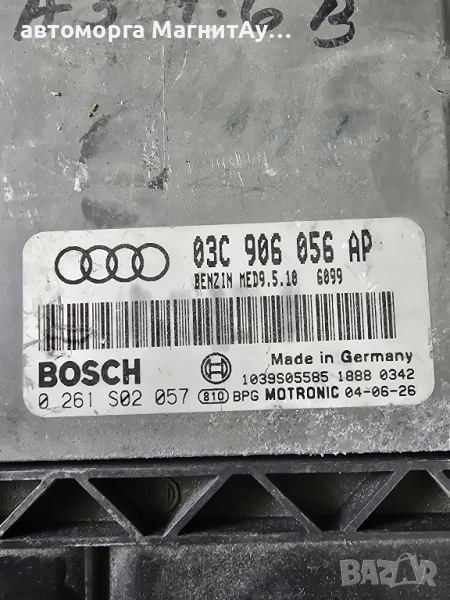 автоморга МагнитАу...
A3 1.6 B
03C 906 056 AP
BENZIN MED9.5.10 6099
BOSCH
Made in Germany
1039S05585 1888 0342
0 261 S02 057 810 BPG MOTRONIC 04-06-26
BAZAR